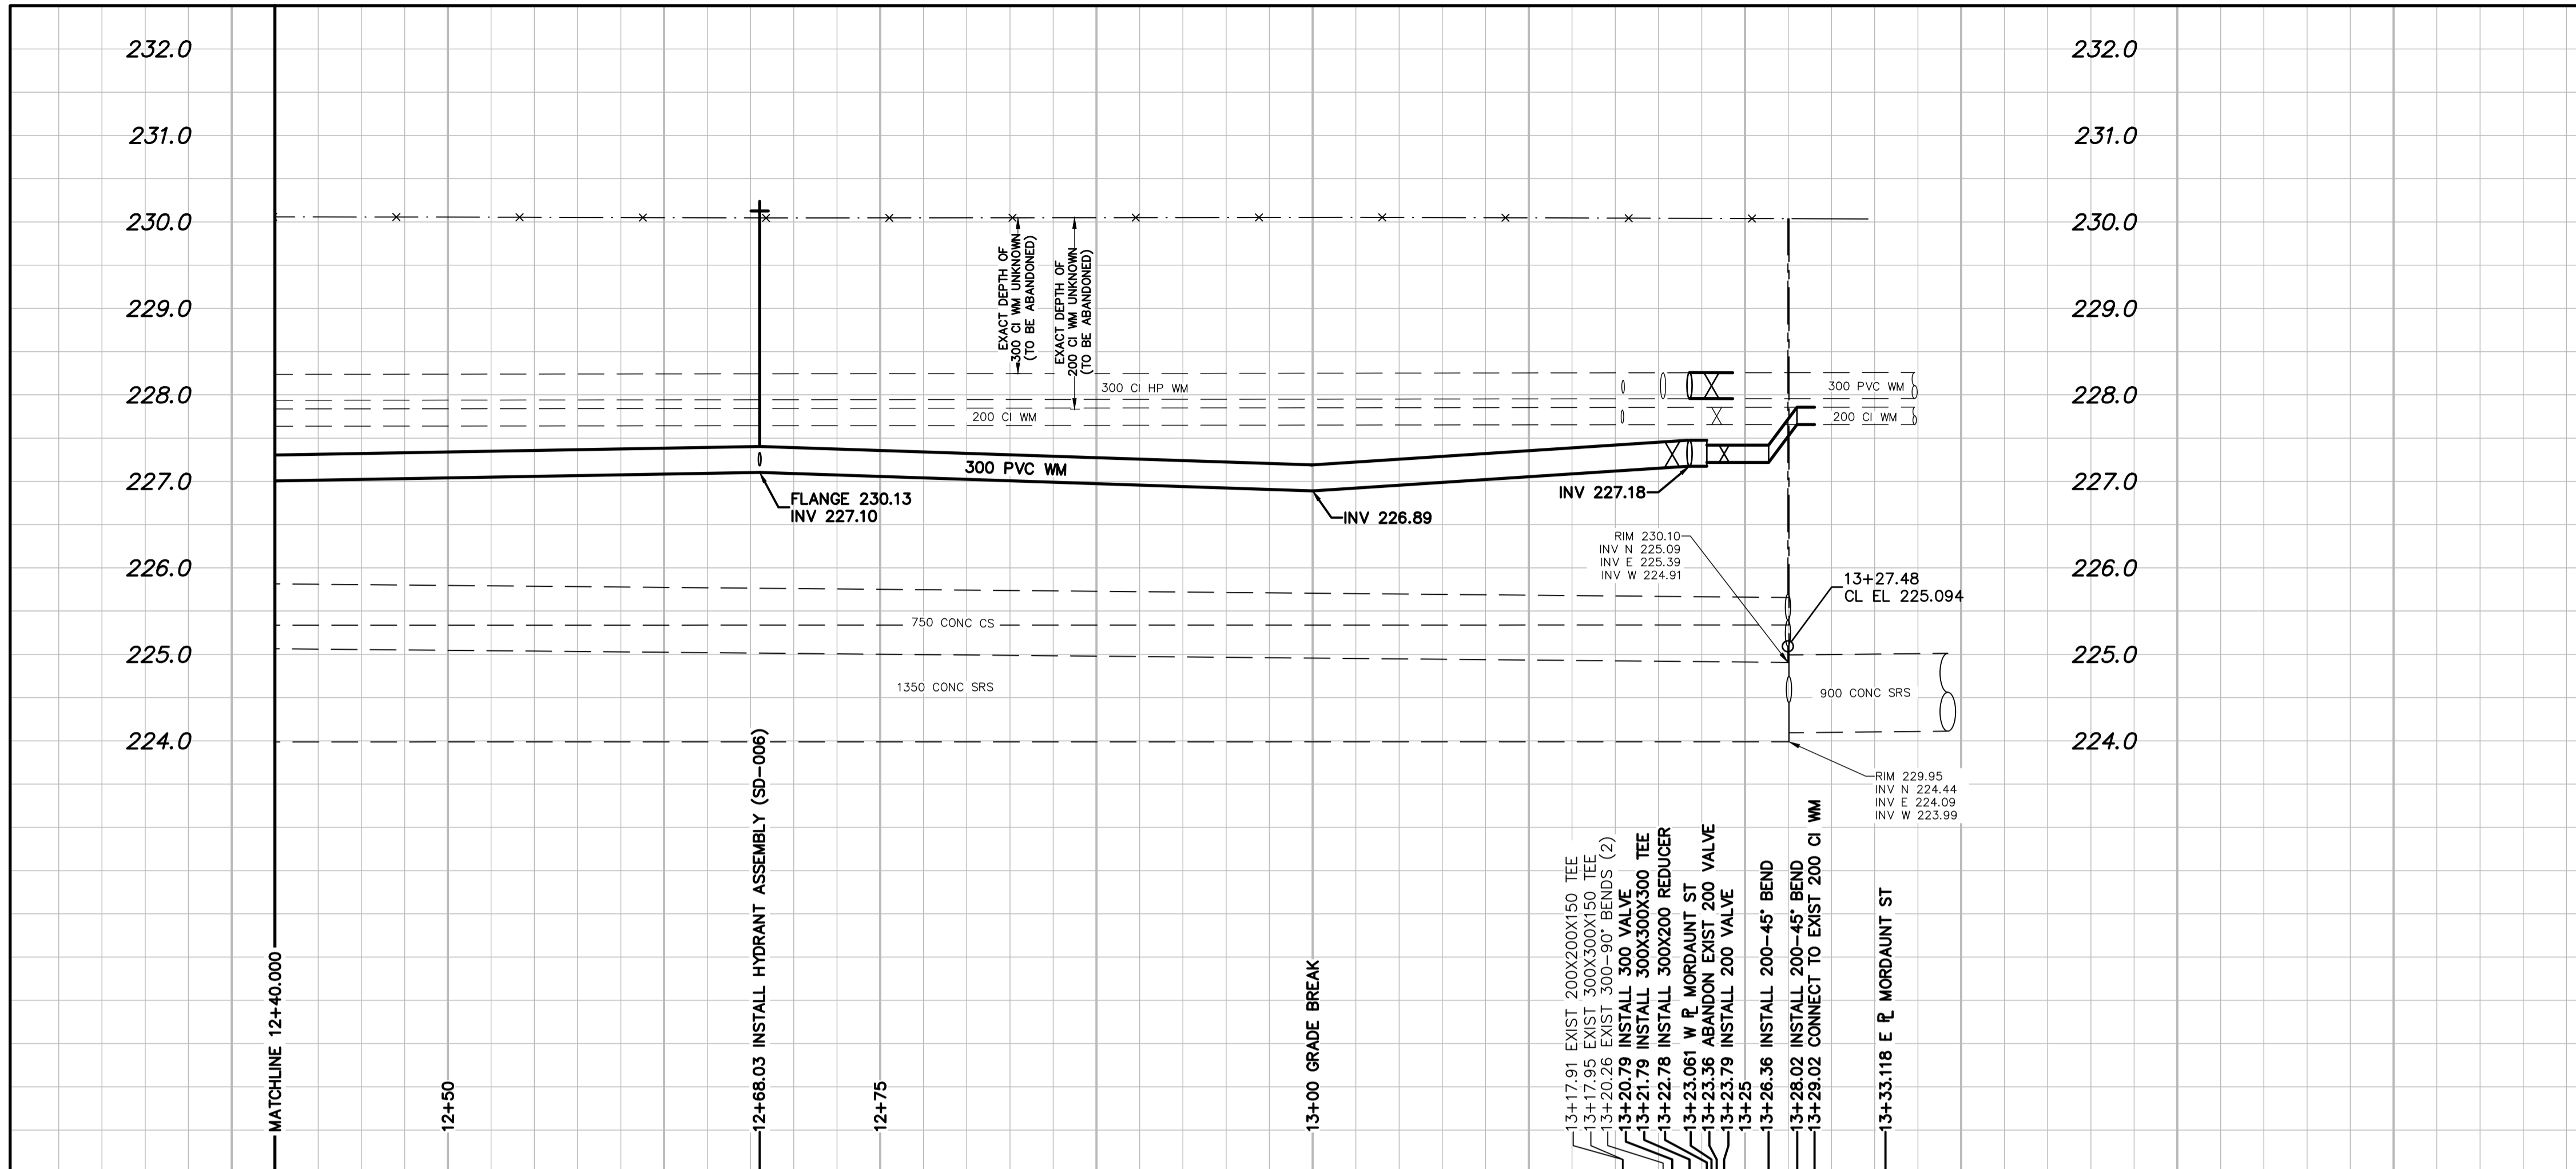 232.0
232.0
231.0
231.0
230.0
230.0
229.0
229.0
228.0
228.0
227.0
227.0
226.0
226.0
225.0
225.0
224.0
224.0
EXACT DEPTH OF
300 CI WM UNKNOWN
(TO BE ABANDONED)
EXACT DEPTH OF
200 CI WM UNKNOWN
(TO BE ABANDONED)
300 CI HP WM
200 CI WM
300 PVC WM
200 CI WM
300 PVC WM
FLANGE 230.13
INV 227.10
INV 226.89
INV 227.18
RIM 230.10
INV N 225.09
INV E 225.39
INV W 224.91
13+27.48
CL EL 225.094
750 CONC CS
1350 CONC SRS
900 CONC SRS
RIM 229.95
INV N 224.44
INV E 224.09
INV W 223.99
MATCHLINE 12+40.000
12+50
12+68.03 INSTALL HYDRANT ASSEMBLY (SD-006)
12+75
13+00 GRADE BREAK
13+17.91 EXIST 200X200X150 TEE
13+17.95 EXIST 300X300X150 TEE
13+20.26 EXIST 300-90° BENDS (2)
13+20.79 INSTALL 300 VALVE
13+21.79 INSTALL 300X300X300 TEE
13+22.78 INSTALL 300X200 REDUCER
13+23.061 W PL MORDAUNT ST
13+23.36 ABANDON EXIST 200 VALVE
13+23.79 INSTALL 200 VALVE
13+25
13+26.36 INSTALL 200-45° BEND
13+28.02 INSTALL 200-45° BEND
13+29.02 CONNECT TO EXIST 200 CI WM
13+33.118 E PL MORDAUNT ST